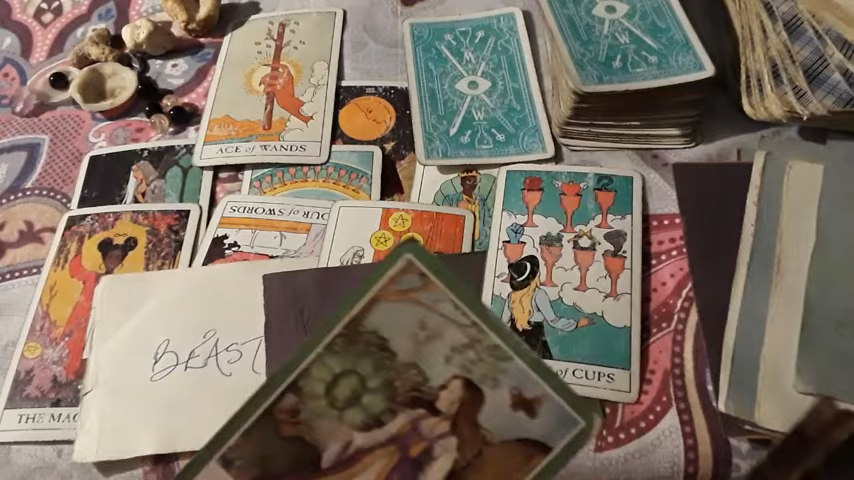 ACE of WANDS
OUR of SWORDS
BEAST
of CUPS
THE MAG